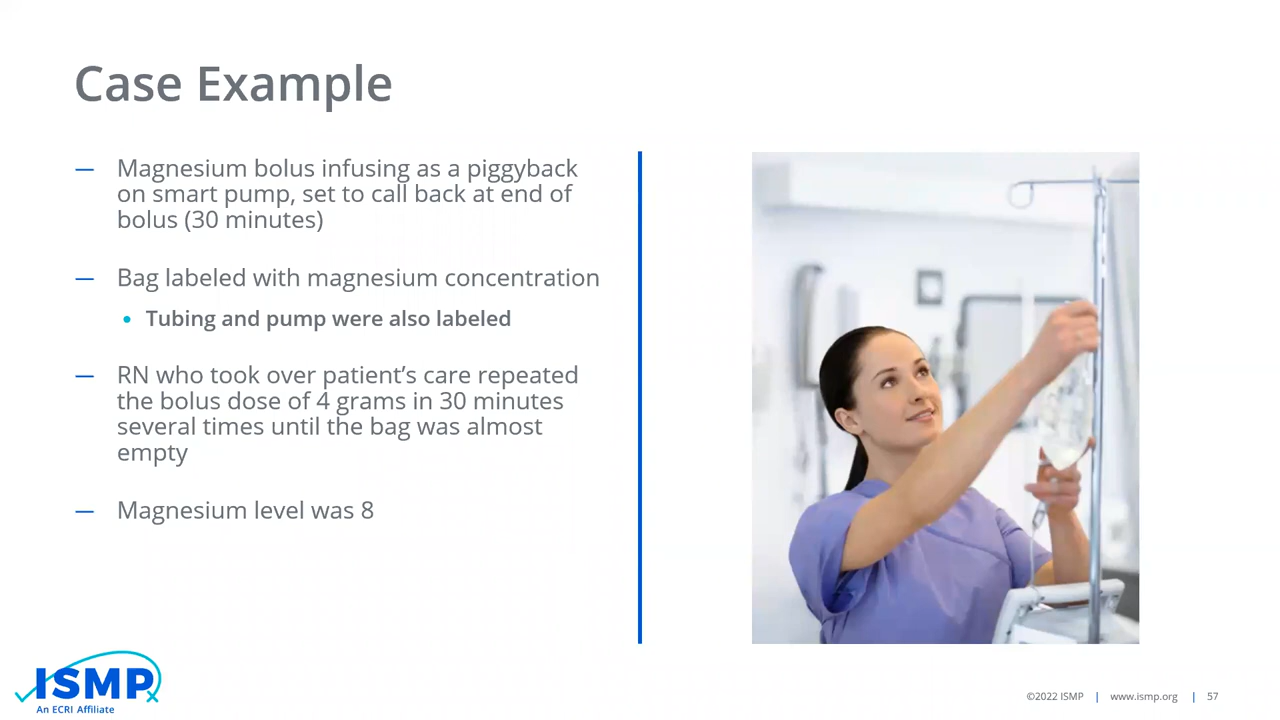 Case Example
— Magnesium bolus infusing as a piggyback
on smart pump, set to call back at end of
bolus (30 minutes)
— Bag labeled with magnesium concentration
• Tubing and pump were also labeled
— RN who took over patient’s care repeated
the bolus dose of 4 grams in 30 minutes
several times until the bag was almost
empty
— Magnesium level was 8
ISMP
An ECRI Affiliate
©2022 ISMP | www.ismp.org | 57